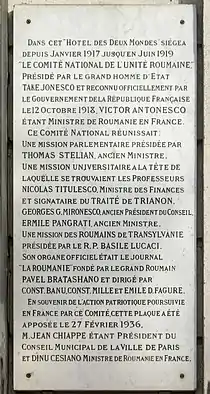 DANS CET "HOTEL DES DEUX MONDES" SIÉGEA
DEPUIS JANVIER 1917 JUSQU'EN JUIN 1919
"LE COMITÉ NATIONAL DE L'UNITÉ ROUMAINE"
PRÉSIDÉ PAR LE GRAND HOMME D'ÉTAT
TAKE JONESCO ET RECONNU OFFICIELLEMENT PAR
LE GOUVERNEMENT DE LA RÉPUBLIQUE FRANÇAISE
LE 12 OCTOBRE 1918, VICTOR ANTONESCO
ÉTANT MINISTRE DE ROUMANIE EN FRANCE.
CE COMITÉ NATIONAL RÉUNISSAIT:
UNE MISSION PARLEMENTAIRE PRÉSIDÉE PAR
THOMAS STELIAN, ANCIEN MINISTRE.
UNE MISSION UNIVERSITAIRE A LA TÊTE DE
LAQUELLE SE TROUVAIENT LES PROFESSEURS
NICOLAS TITULESCO, MINISTRE DES FINANCES
ET SIGNATAIRE DU TRAITÉ DE TRIANON.
GEORGES G. MIRONESCO, ANCIEN PRÉSIDENT DU CONSEIL.
ERMILE PANGRATI, ANCIEN MINISTRE.
UNE MISSION DES ROUMAINS DE TRANSYLVANIE
PRÉSIDÉE PAR LE R.P. BASILE LUCACI.
SON ORGANE OFFICIEL ÉTAIT LE JOURNAL
"LA ROUMANIE" FONDÉ PAR LE GRAND ROUMAIN
PAVEL BRATASHANO ET DIRIGÉ PAR
CONST. BANU, CONST. MILLE ET EMILE D. FAGURE.
EN SOUVENIR DE L'ACTION PATRIOTIQUE POURSUIVIE
EN FRANCE PAR CE COMITÉ, CETTE PLAQUE A ÉTÉ
APPOSÉE LE 27 FÉVRIER 1936,
M. JEAN CHIAPPE ÉTANT PRÉSIDENT DU
CONSEIL MUNICIPAL DE LA VILLE DE PARIS
ET DINU CESIANO MINISTRE DE ROUMANIE EN FRANCE.